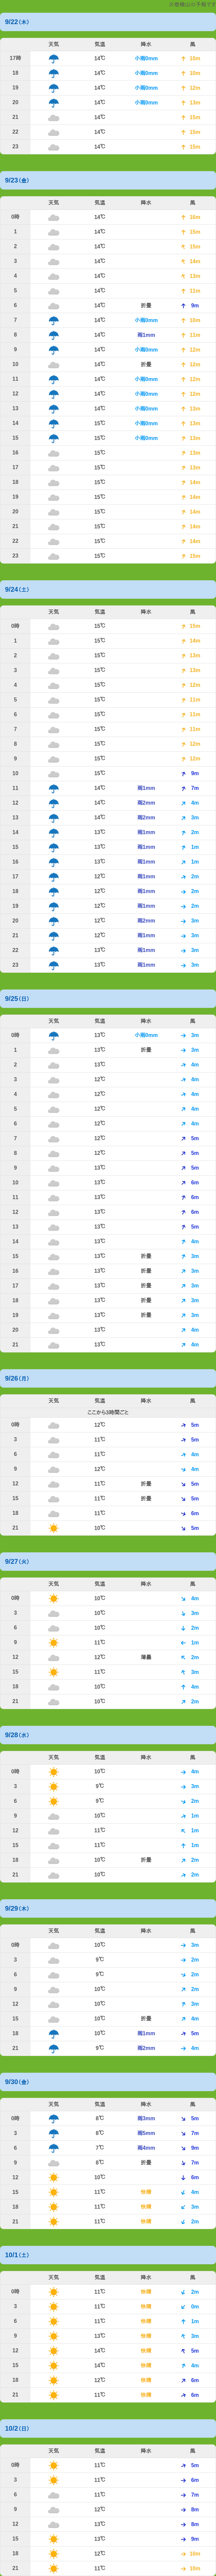 9/22(木)
天気 気温 降水 風
17時 14℃ 小雨0mm 10m
18 14℃ 小雨0mm 10m
19 14℃ 小雨0mm 12m
20 14℃ 小雨0mm 15m
21 14℃ 15m
22 14℃ 15m
23 14℃ 15m
9/23(金)
天気 気温 降水 風
0時 14℃ 16m
1 14℃ 15m
2 14℃ 15m
3 14℃ 14m
4 14℃ 13m
5 14℃ 11m
6 14℃ 折曇 9m
7 14℃ 小雨0mm 10m
8 14℃ 雨1mm 11m
9 14℃ 小雨0mm 12m
10 14℃ 折曇 12m
11 14℃ 小雨0mm 12m
12 14℃ 小雨0mm 12m
13 14℃ 小雨0mm 13m
14 15℃ 小雨0mm 13m
15 15℃ 小雨0mm 13m
16 15℃ 13m
17 15℃ 13m
18 15℃ 14m
19 15℃ 14m
20 15℃ 14m
21 15℃ 14m
22 15℃ 14m
23 15℃ 15m
9/24(土)
天気 気温 降水 風
0時 15℃ 15m
1 15℃ 14m
2 15℃ 13m
3 15℃ 13m
4 15℃ 12m
5 15℃ 11m
6 15℃ 11m
7 15℃ 11m
8 15℃ 12m
9 15℃ 12m
10 15℃ 9m
11 14℃ 雨1mm 7m
12 14℃ 雨2mm 4m
13 14℃ 雨2mm 3m
14 13℃ 雨1mm 2m
15 13℃ 雨1mm 1m
16 13℃ 雨1mm 1m
17 12℃ 雨1mm 2m
18 12℃ 雨1mm 2m
19 12℃ 雨1mm 2m
20 12℃ 雨2mm 3m
21 12℃ 雨1mm 3m
22 13℃ 雨1mm 3m
23 13℃ 雨1mm 3m
9/25(日)
天気 気温 降水 風
0時 13℃ 小雨0mm 3m
1 13℃ 折曇 3m
2 13℃ 4m
3 12℃ 4m
4 12℃ 4m
5 12℃ 4m
6 12℃ 4m
7 12℃ 5m
8 12℃ 5m
9 13℃ 5m
10 13℃ 6m
11 13℃ 6m
12 13℃ 6m
13 13℃ 5m
14 13℃ 4m
15 13℃ 折曇 3m
16 13℃ 折曇 3m
17 13℃ 折曇 3m
18 13℃ 折曇 3m
19 13℃ 折曇 3m
20 13℃ 4m
21 13℃ 4m
9/26(月)
天気 気温 降水 風
ここから3時間ごと
0時 12℃ 5m
3 11℃ 5m
6 11℃ 4m
9 12℃ 4m
12 11℃ 折曇 5m
15 11℃ 折曇 5m
18 11℃ 6m
21 10℃ 5m
9/27(火)
天気 気温 降水 風
0時 10℃ 4m
3 10℃ 3m
6 10℃ 2m
9 11℃ 1m
12 12℃ 薄曇 2m
15 11℃ 3m
18 10℃ 4m
21 10℃ 2m
9/28(水)
天気 気温 降水 風
0時 10℃ 4m
3 9℃ 3m
6 9℃ 2m
9 10℃ 1m
12 11℃ 1m
15 11℃ 1m
18 10℃ 折曇 2m
21 10℃ 2m
9/29(木)
天気 気温 降水 風
0時 10℃ 3m
3 9℃ 2m
6 9℃ 2m
9 10℃ 2m
12 10℃ 3m
15 10℃ 折曇 4m
18 10℃ 雨1mm 5m
21 9℃ 雨2mm 4m
9/30(金)
天気 気温 降水 風
0時 8℃ 雨3mm 5m
3 8℃ 雨5mm 7m
6 7℃ 雨4mm 9m
9 8℃ 折曇 7m
12 10℃ 6m
15 11℃ 快晴 4m
18 11℃ 快晴 3m
21 11℃ 快晴 2m
10/1(土)
天気 気温 降水 風
0時 11℃ 快晴 2m
3 11℃ 快晴 0m
6 11℃ 快晴 1m
9 13℃ 快晴 3m
12 14℃ 快晴 5m
15 14℃ 快晴 4m
18 12℃ 快晴 6m
21 11℃ 快晴 6m
10/2(日)
天気 気温 降水 風
0時 11℃ 5m
3 11℃ 6m
6 11℃ 7m
9 12℃ 8m
12 13℃ 8m
15 13℃ 9m
18 12℃ 10m
21 11℃ 10m